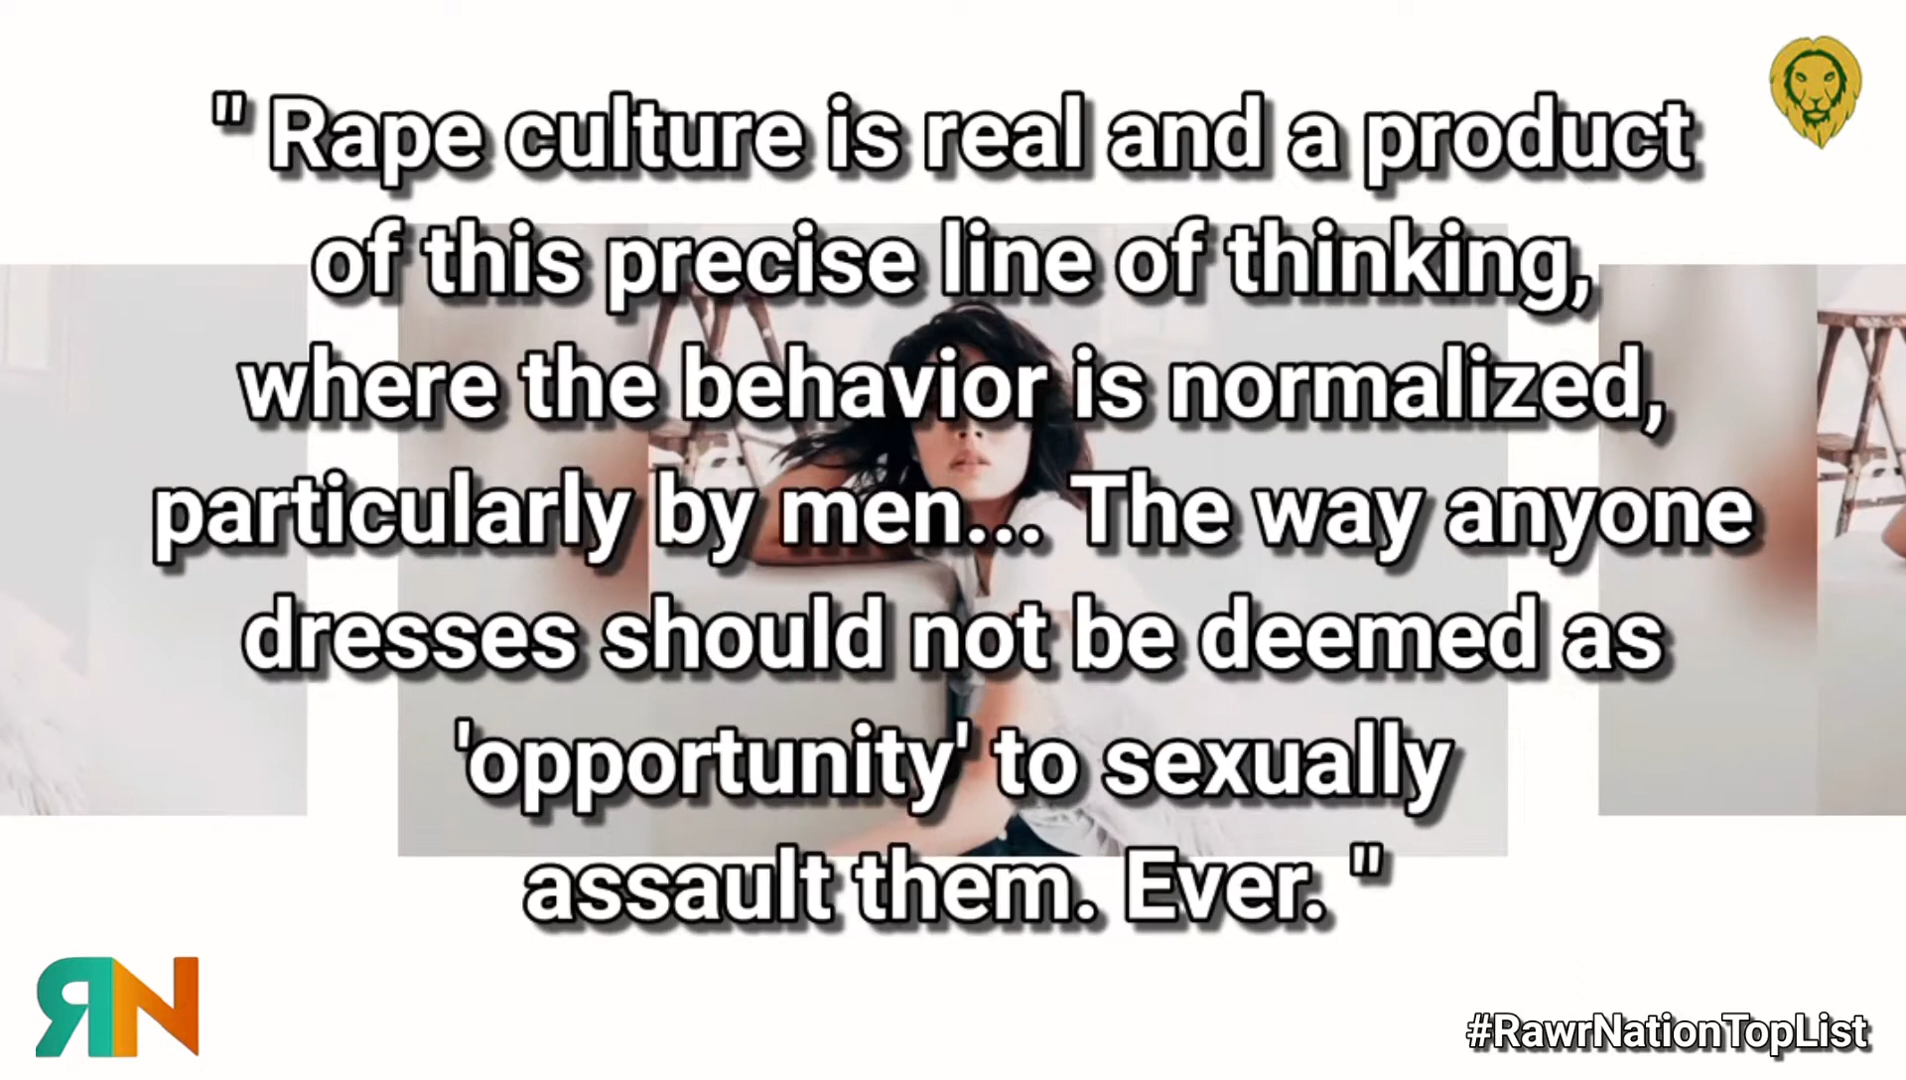 " Rape culture is real and a product
of this precise line of thinking,
where the behavior is normalized,
particularly by men... The way anyone
dresses should not be deemed as
'opportunity' to sexually
assault them. Ever. "
RN
#RawrNationTopList